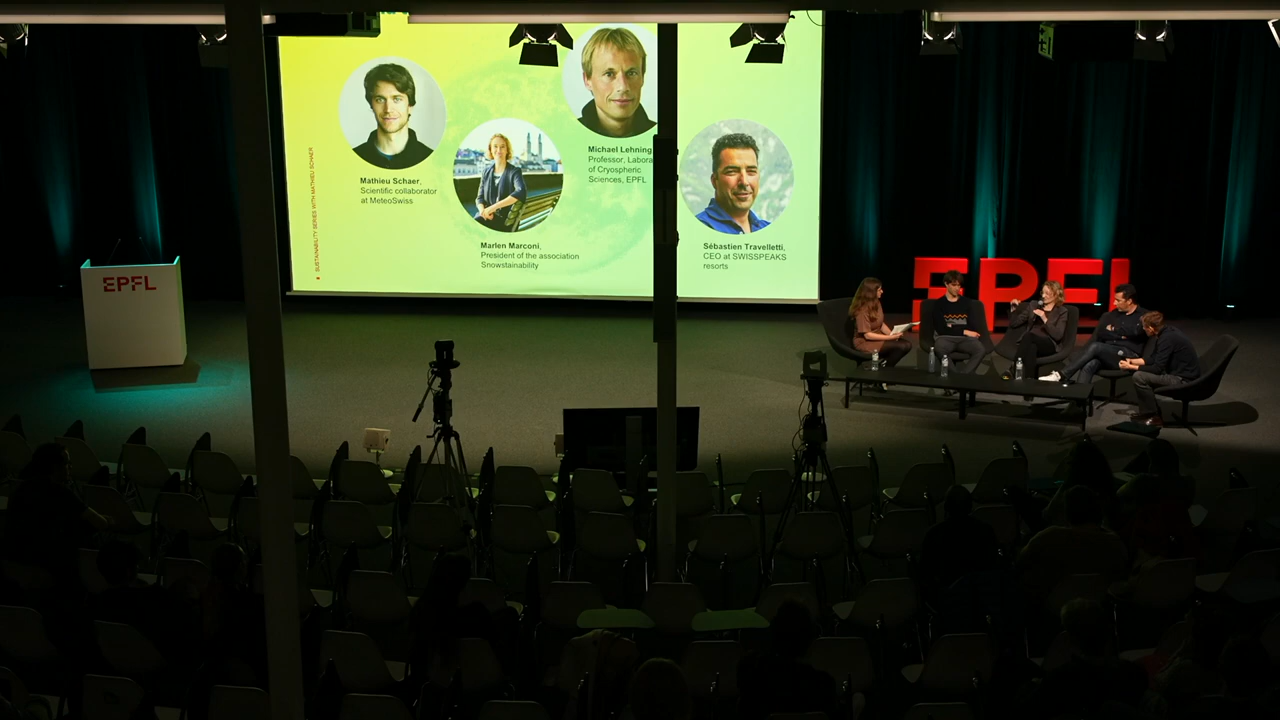 SUSTAINABILITY SERIES WITH MATHIEU SCHAER
Mathieu Schaer,
Scientific collaborator
at MeteoSwiss
Marlen Marconi,
President of the association
Snowstainability
Michael Lehning
Professor, Labora
of Cryospheric
Sciences, EPFL
Sébastien Travelletti,
CEO at SWISSPEAKS
resorts
EPFL
EPFL